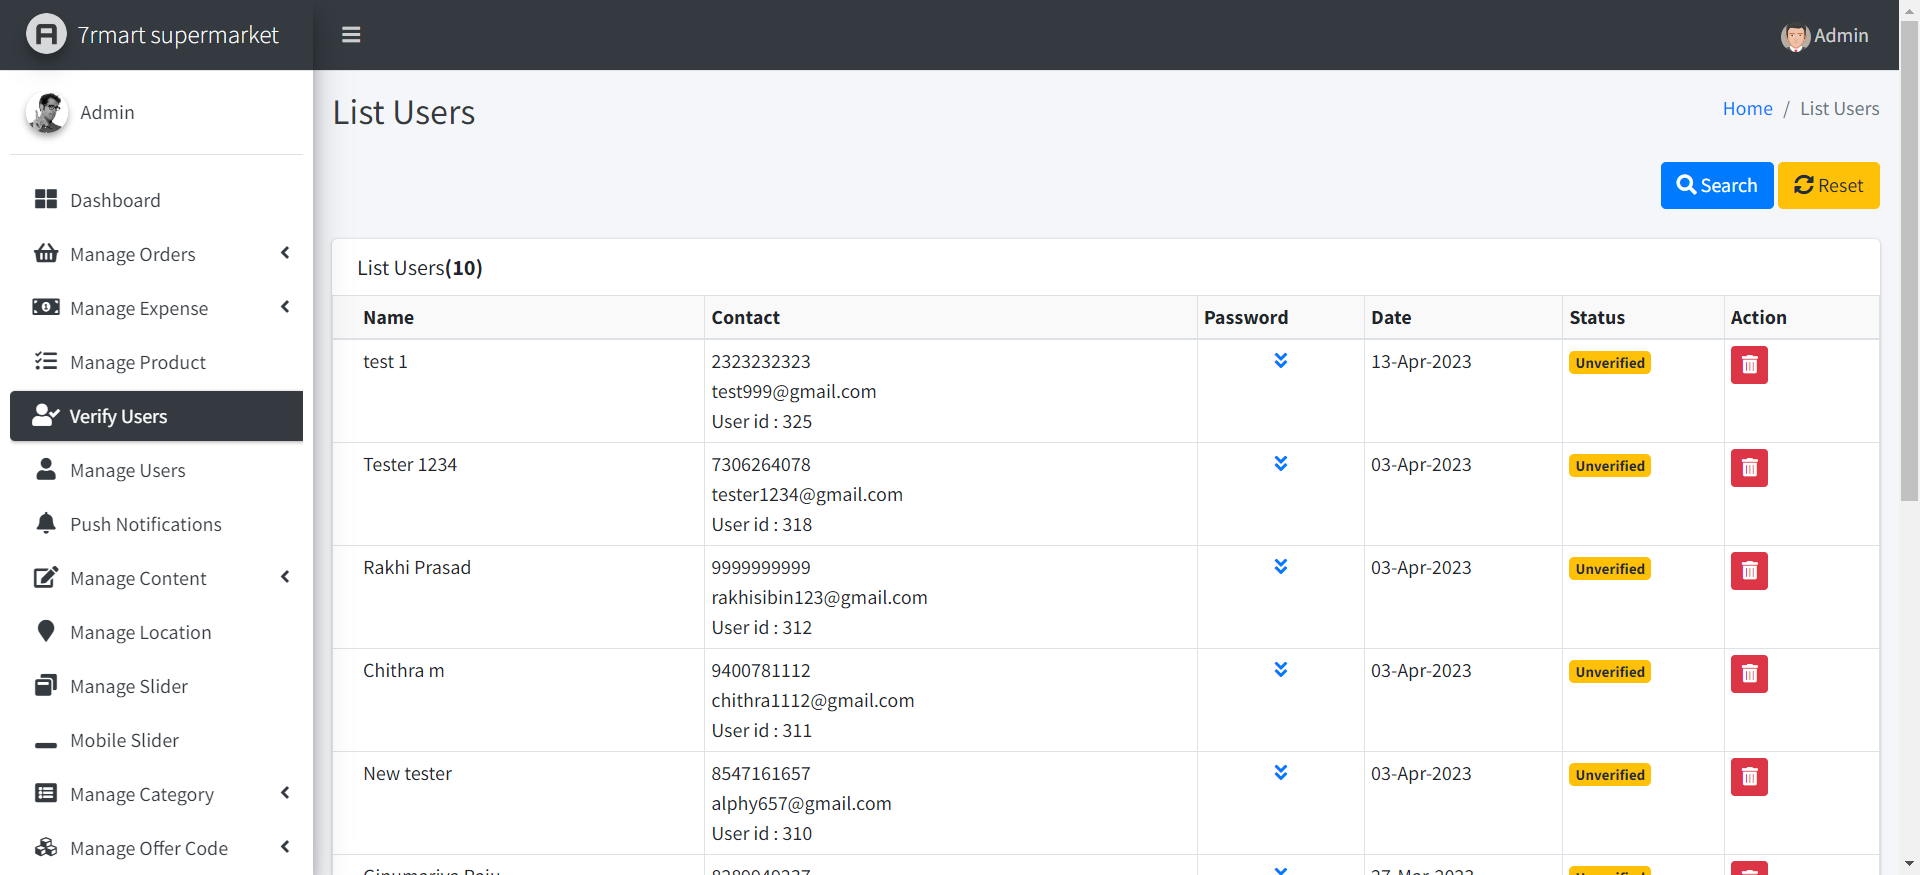 7rmart supermarket
Admin
Admin
List Users
Home / List Users
Search
Reset
Dashboard
Manage Orders
Manage Expense
Manage Product
Verify Users
Manage Users
Push Notifications
Manage Content
Manage Location
Manage Slider
Mobile Slider
Manage Category
Manage Offer Code
List Users(10)
Name Contact Password Date Status Action
test 1 2323232323 13-Apr-2023 Unverified
test999@gmail.com
User id : 325
Tester 1234 7306264078 03-Apr-2023 Unverified
tester1234@gmail.com
User id : 318
Rakhi Prasad 9999999999 03-Apr-2023 Unverified
rakhisibin123@gmail.com
User id : 312
Chithra m 9400781112 03-Apr-2023 Unverified
chithra1112@gmail.com
User id : 311
New tester 8547161657 03-Apr-2023 Unverified
alphy657@gmail.com
User id : 310
27-Mar-2023 Unverified